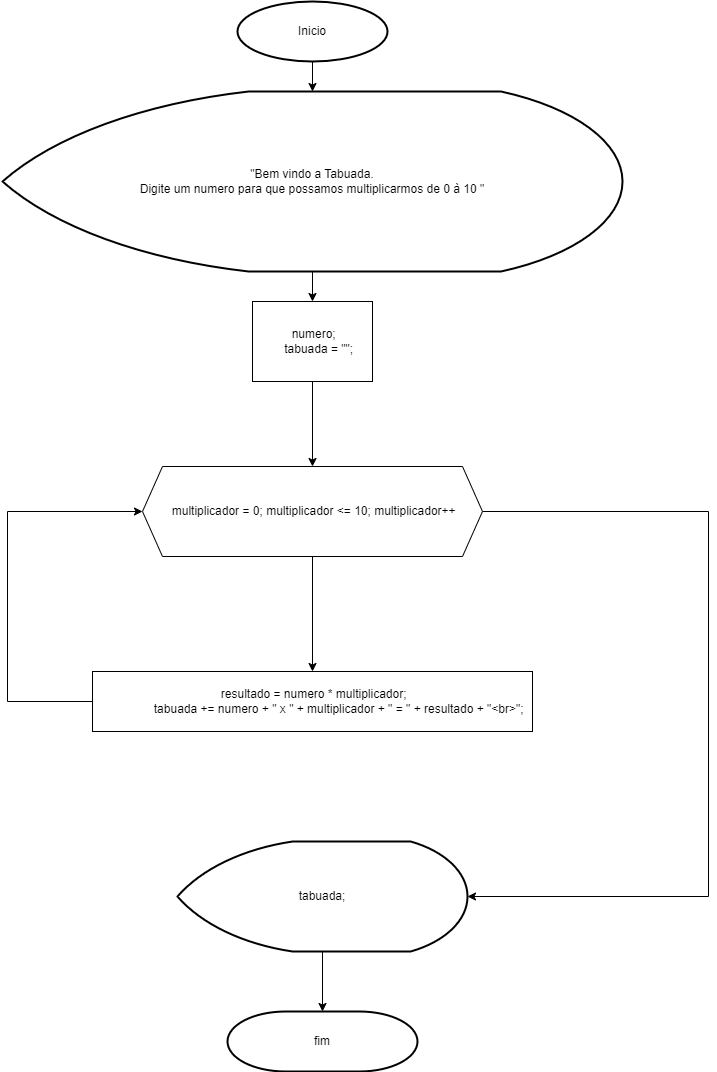 Inicio
"Bem vindo a Tabuada.
Digite um numero para que possamos multiplicarmos de 0 à 10 "
numero;
tabuada = "";
multiplicador = 0; multiplicador <= 10; multiplicador++
resultado = numero * multiplicador;
tabuada += numero + " x " + multiplicador + " = " + resultado + "<br>";
tabuada;
fim